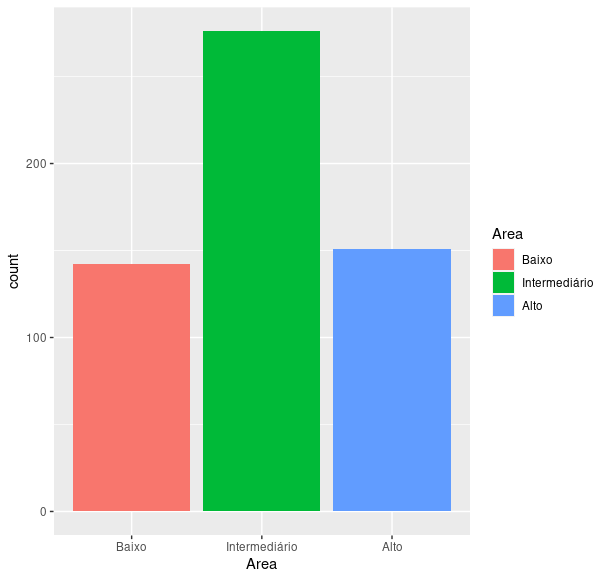 200
100
0
count
Baixo
Intermediário
Alto
Area
Area
Baixo
Intermediário
Alto